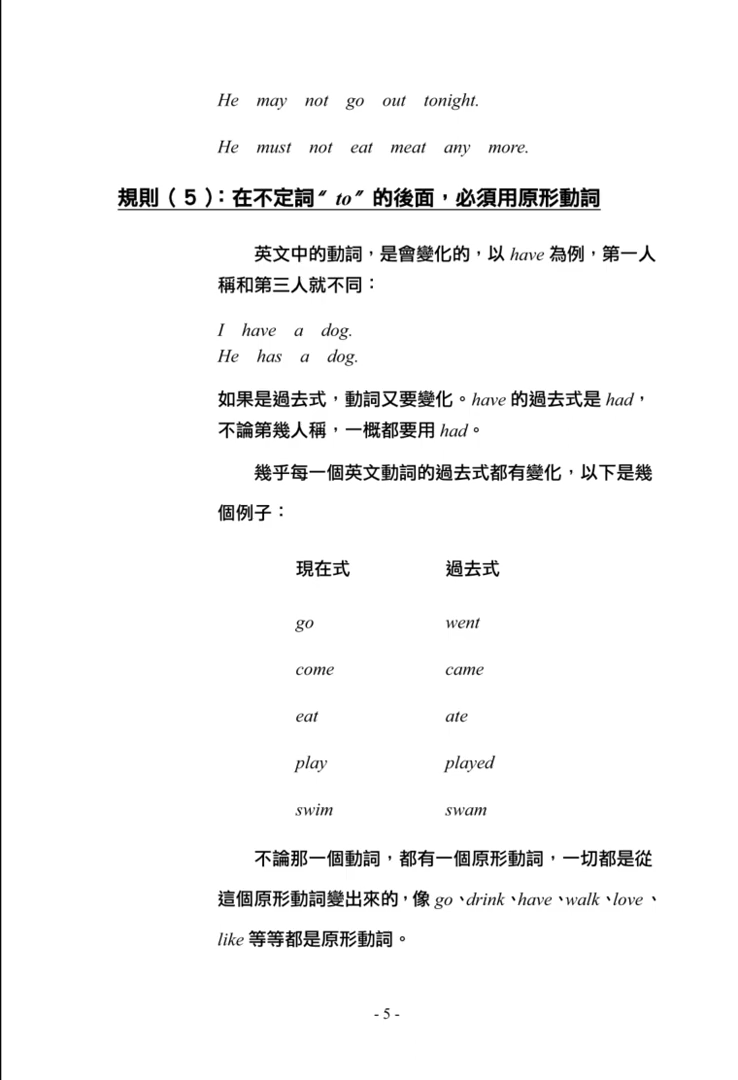 He may not go out tonight.
He must not eat meat any more.
規則（5）：在不定詞〝to〞的後面，必須用原形動詞
英文中的動詞，是會變化的，以 have 為例，第一人
稱和第三人就不同：
I have a dog.
He has a dog.
如果是過去式，動詞又要變化。have 的過去式是 had，
不論第幾人稱，一概都要用 had。
幾乎每一個英文動詞的過去式都有變化，以下是幾
個例子：
現在式 過去式
go went
come came
eat ate
play played
swim swam
不論那一個動詞，都有一個原形動詞，一切都是從
這個原形動詞變出來的，像 go、drink、have、walk、love、
like 等等都是原形動詞。
- 5 -